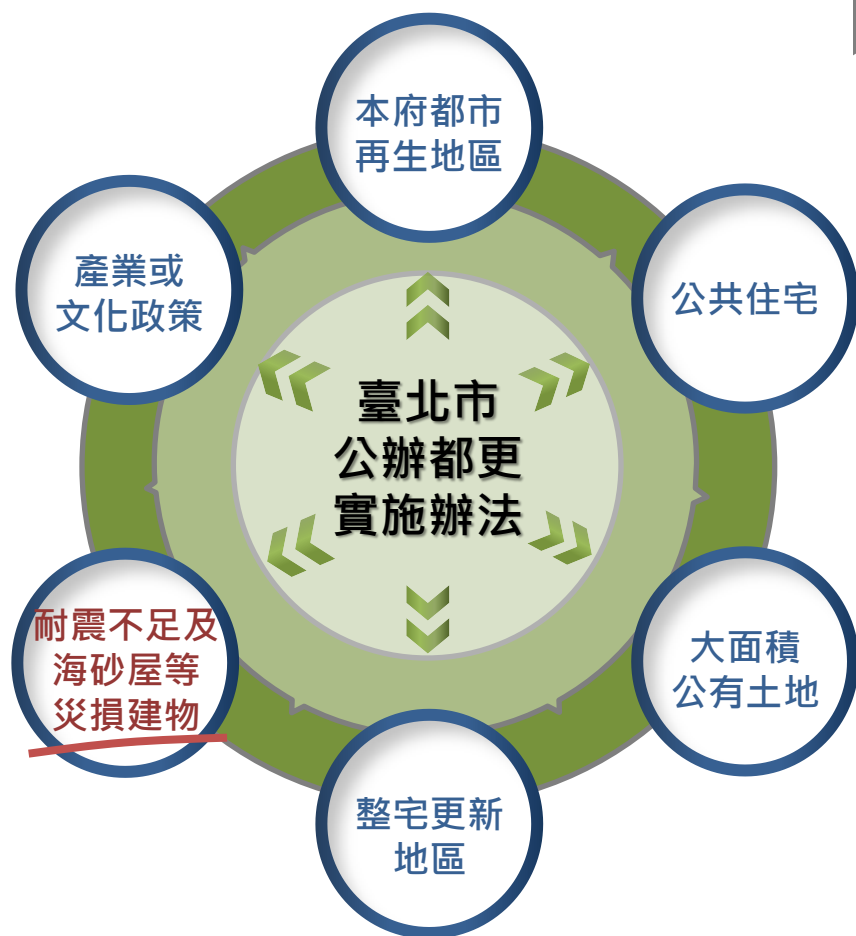 本府都市
再生地區
產業或
文化政策
公共住宅
臺北市
公辦都更
實施辦法
耐震不足及
海砂屋等
災損建物
大面積
公有土地
整宅更新
地區